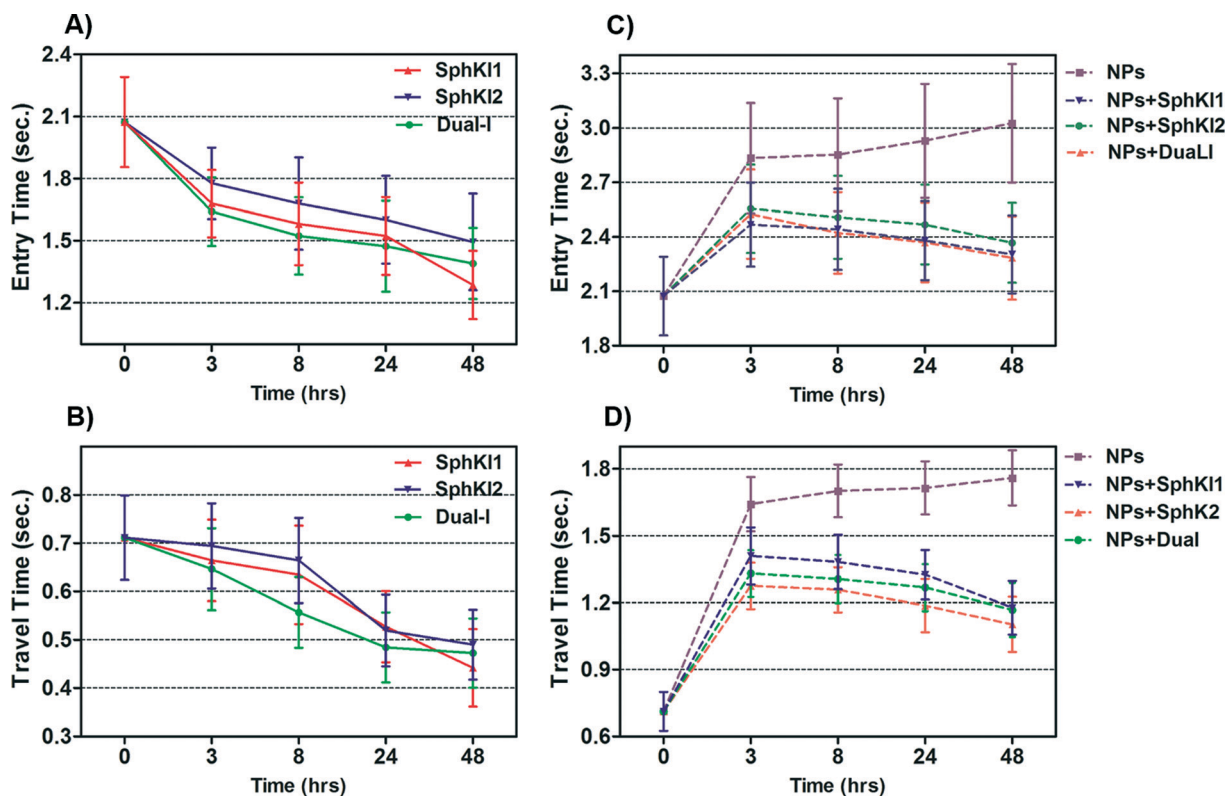 A)
Entry Time (sec.)
2.4
2.1
1.8
1.5
1.2
SphKI1
SphKI2
Dual-I
0 3 8 24 48
Time (hrs)
C)
Entry Time (sec.)
3.3
3.0
2.7
2.4
2.1
1.8
0 3 8 24 48
Time (hrs)
NPs
NPs+SphKI1
NPs+SphKI2
NPs+DuaLI
B)
Travel Time (sec.)
0.8
0.7
0.6
0.5
0.4
0.3
SphKI1
SphKI2
Dual-I
0 3 8 24 48
Time (hrs)
D)
Travel Time (sec.)
1.8
1.5
1.2
0.9
0.6
0 3 8 24 48
Time (hrs)
NPs
NPs+SphKI1
NPs+SphK2
NPs+Dual